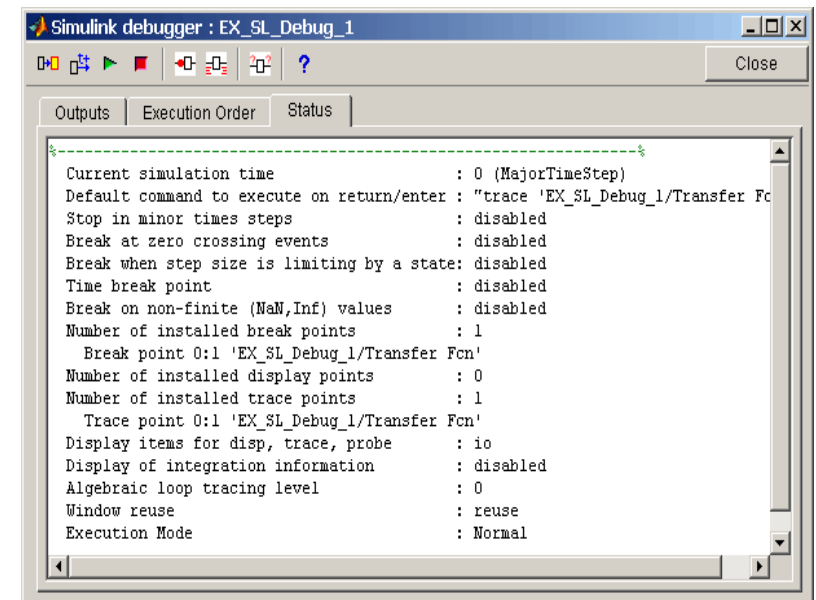 Simulink debugger : EX_SL_Debug_1
Close
Outputs Execution Order Status
%----------------------------------------------------------------%
Current simulation time : 0 (MajorTimeStep)
Default command to execute on return/enter : "trace 'EX_SL_Debug_1/Transfer Fc
Stop in minor times steps : disabled
Break at zero crossing events : disabled
Break when step size is limiting by a state: disabled
Time break point : disabled
Break on non-finite (NaN,Inf) values : disabled
Number of installed break points : 1
Break point 0:1 'EX_SL_Debug_1/Transfer Fcn'
Number of installed display points : 0
Number of installed trace points : 1
Trace point 0:1 'EX_SL_Debug_1/Transfer Fcn'
Display items for disp, trace, probe : io
Display of integration information : disabled
Algebraic loop tracing level : 0
Window reuse : reuse
Execution Mode : Normal